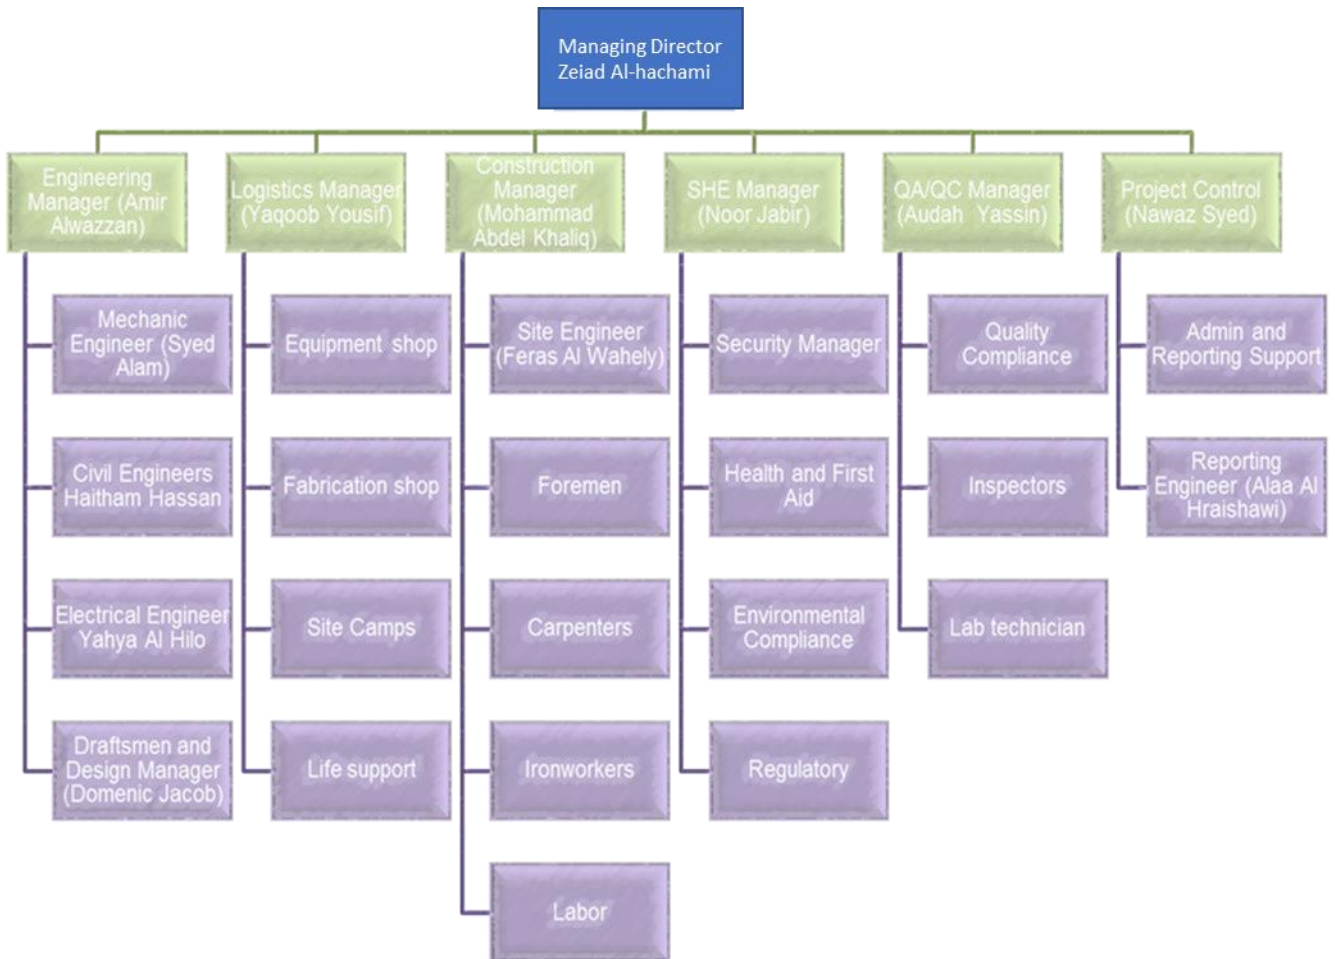 Managing Director
Zeiad Al-hachami
Engineering
Manager (Amir
Alwazzan)
Logistics Manager
(Yaqoob Yousif)
Construction
Manager
(Mohammad
Abdel Khaliq)
SHE Manager
(Noor Jabir)
QA/QC Manager
(Audah Yassin)
Project Control
(Nawaz Syed)
Mechanic
Engineer (Syed
Alam)
Equipment shop
Site Engineer
(Feras Al Wahely)
Security Manager
Quality
Compliance
Admin and
Reporting Support
Civil Engineers
Haitham Hassan
Fabrication shop
Foremen
Health and First
Aid
Inspectors
Reporting
Engineer (Alaa Al
Hraishawi)
Electrical Engineer
Yahya Al Hilo
Site Camps
Carpenters
Environmental
Compliance
Lab technician
Draftsmen and
Design Manager
(Domenic Jacob)
Life support
Ironworkers
Regulatory
Labor